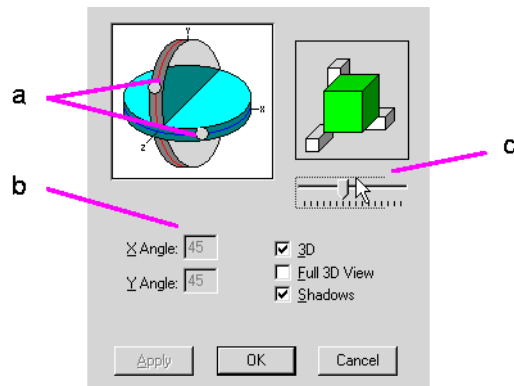 Y
a
X
Z
c
b
X Angle: 45
3D
Full 3D View
Y Angle: 45
Shadows
Apply OK Cancel